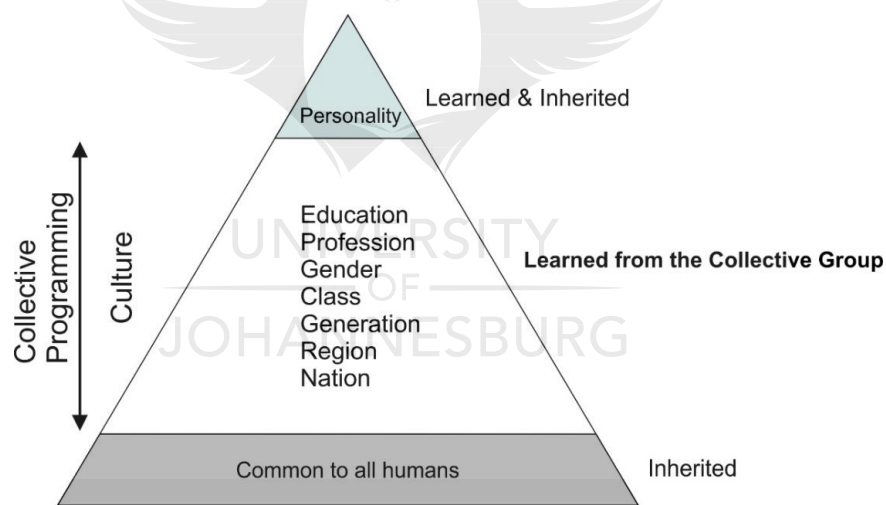 Personality
Learned & Inherited
Collective
Programming
Culture
Education
Profession
Gender
Class
Generation
Region
Nation
Learned from the Collective Group
UNIVERSITY
OF
JOHANNESBURG
Common to all humans
Inherited